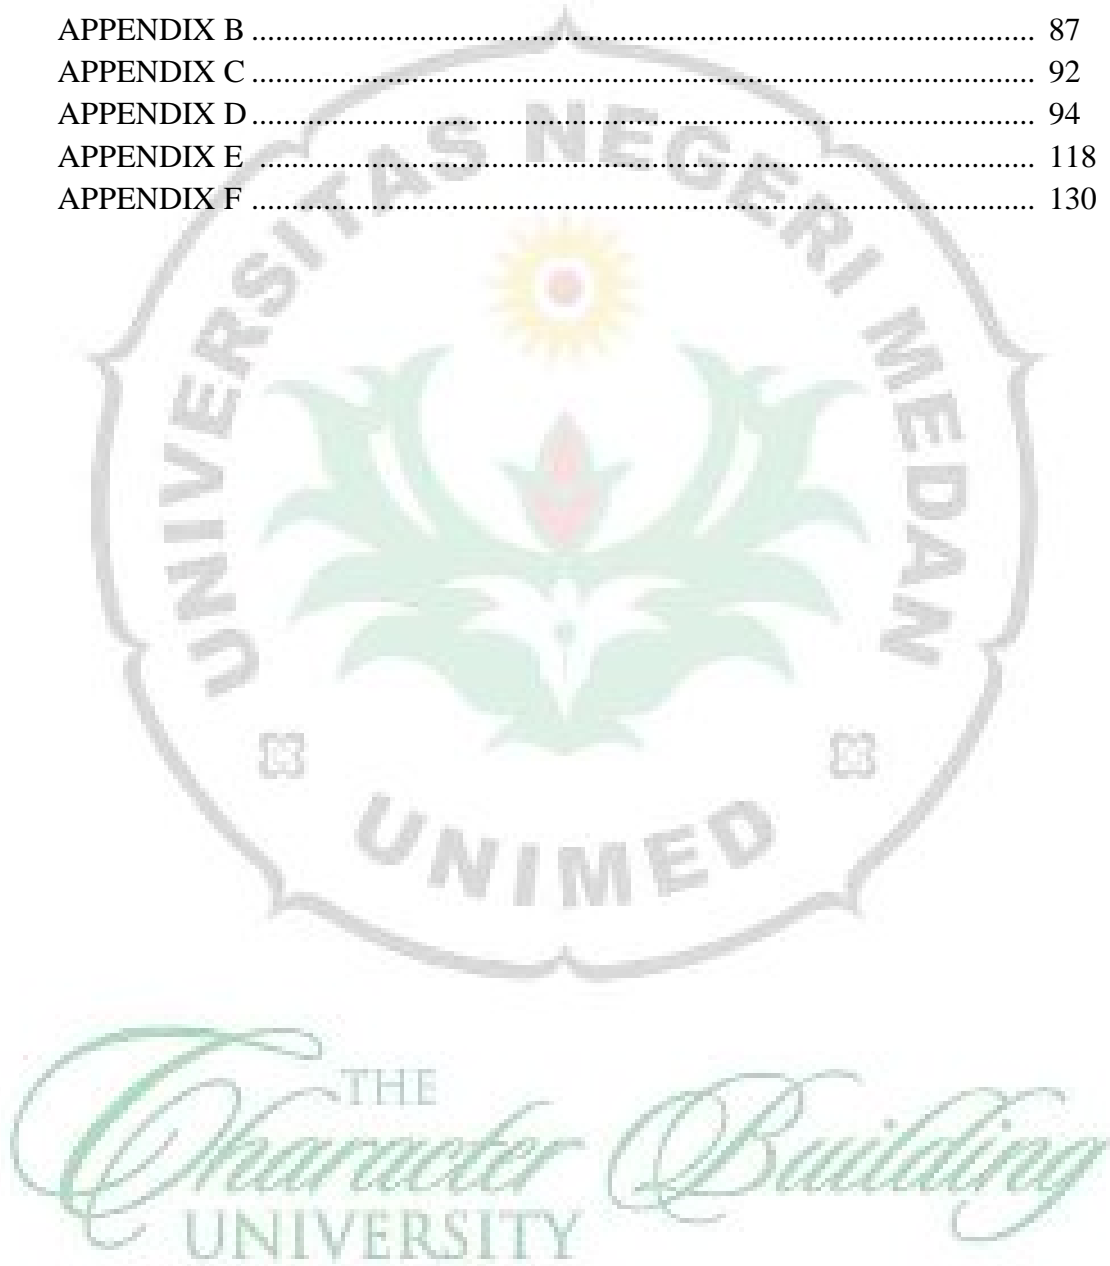 APPENDIX B ........................................................................................ 87
APPENDIX C ........................................................................................ 92
APPENDIX D ........................................................................................ 94
APPENDIX E ........................................................................................ 118
APPENDIX F ........................................................................................ 130
UNIVERSITAS NEGERI MEDAN
UNIMED
THE
Character Building
UNIVERSITY